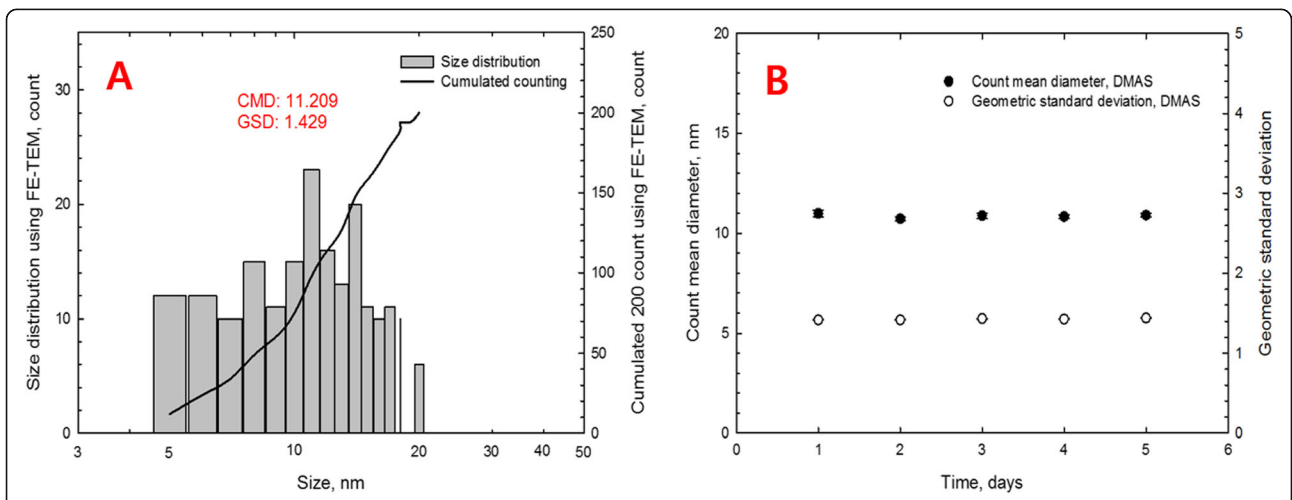 A
Size distribution
Cumulated counting
CMD: 11.209
GSD: 1.429
Size distribution using FE-TEM, count
0
10
20
30
Cumulated 200 count using FE-TEM, count
0
50
100
150
200
250
3
5
10
20
30
50
Size, nm
B
Count mean diameter, DMAS
Geometric standard deviation, DMAS
Count mean diameter, nm
0
5
10
15
20
Geometric standard deviation
0
1
2
3
4
5
0
1
2
3
4
5
6
Time, days